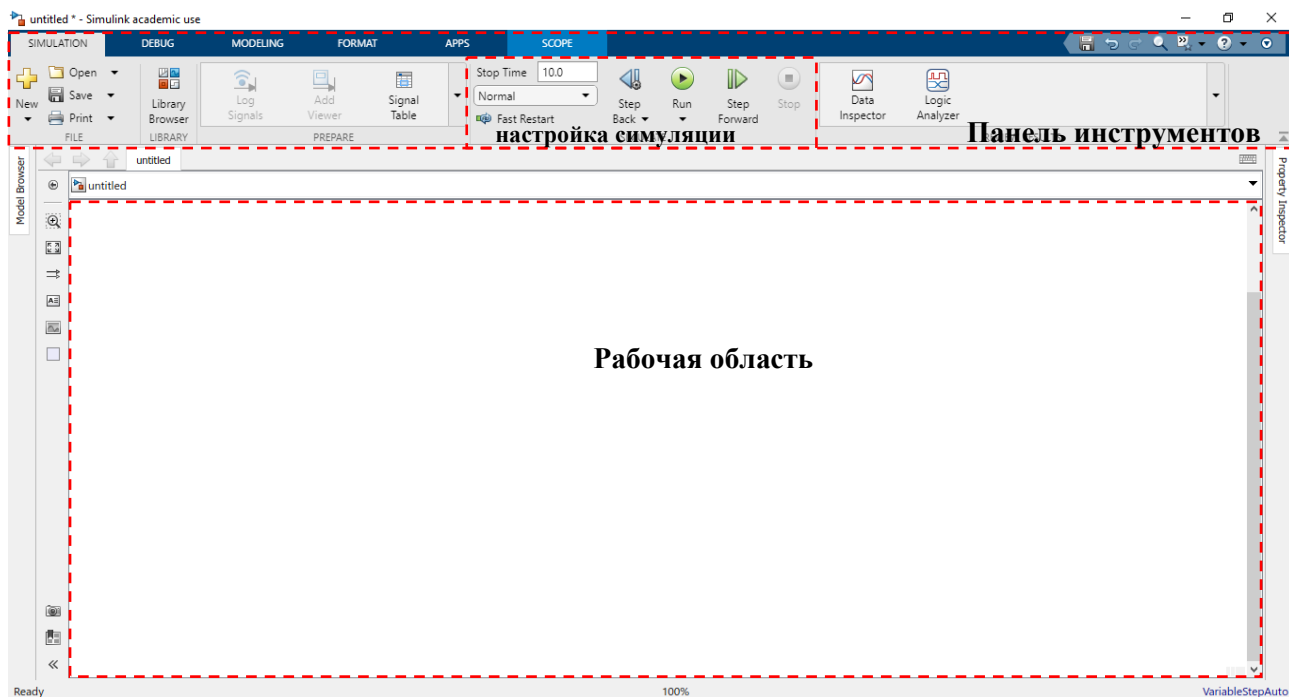 untitled * - Simulink academic use
SIMULATION DEBUG MODELING FORMAT APPS SCOPE
New
Open
Save
Print
FILE
Library
Browser
LIBRARY
Log
Signals
Add
Viewer
Signal
Table
PREPARE
Stop Time 10.0
Normal
Fast Restart
Step
Back
Run
Step
Forward
Stop
настройка симуляции
Data
Inspector
Logic
Analyzer
Панель инструментов
Model Browser
untitled
untitled
Property Inspector
Рабочая область
Ready 100% VariableStepAuto